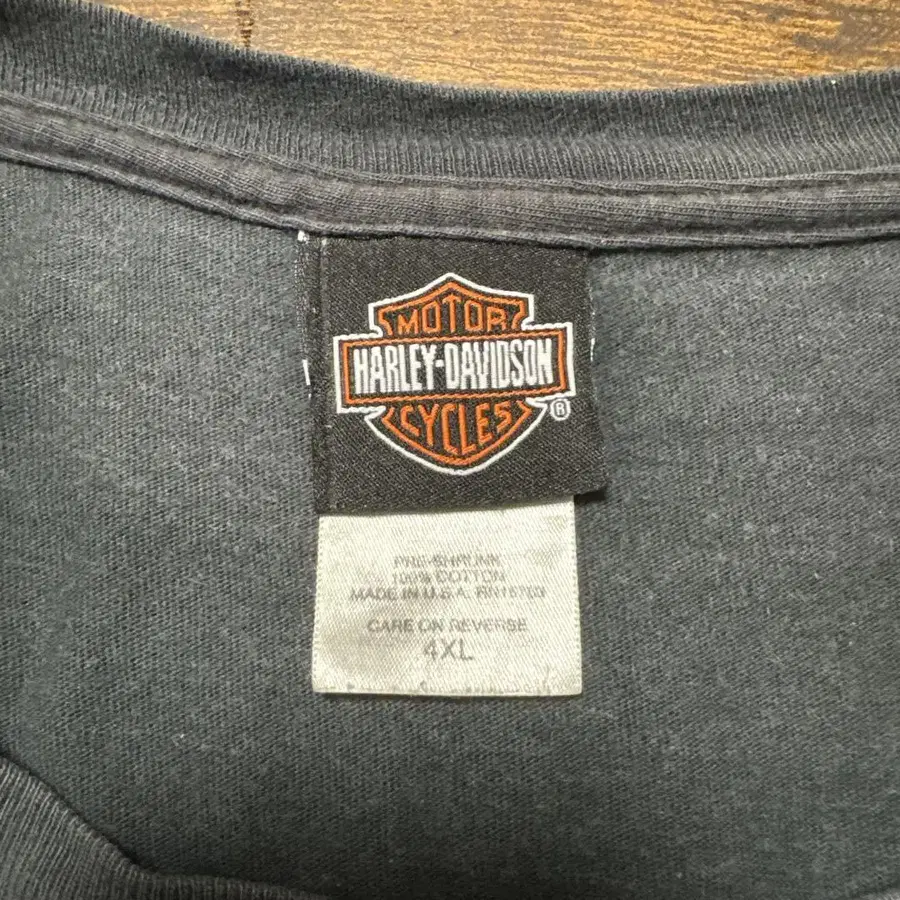 MOTOR
HARLEY-DAVIDSON
CYCLES
®
PRE-SHRUNK
100% COTTON
MADE IN U.S.A.
CARE ON REVERSE
4XL